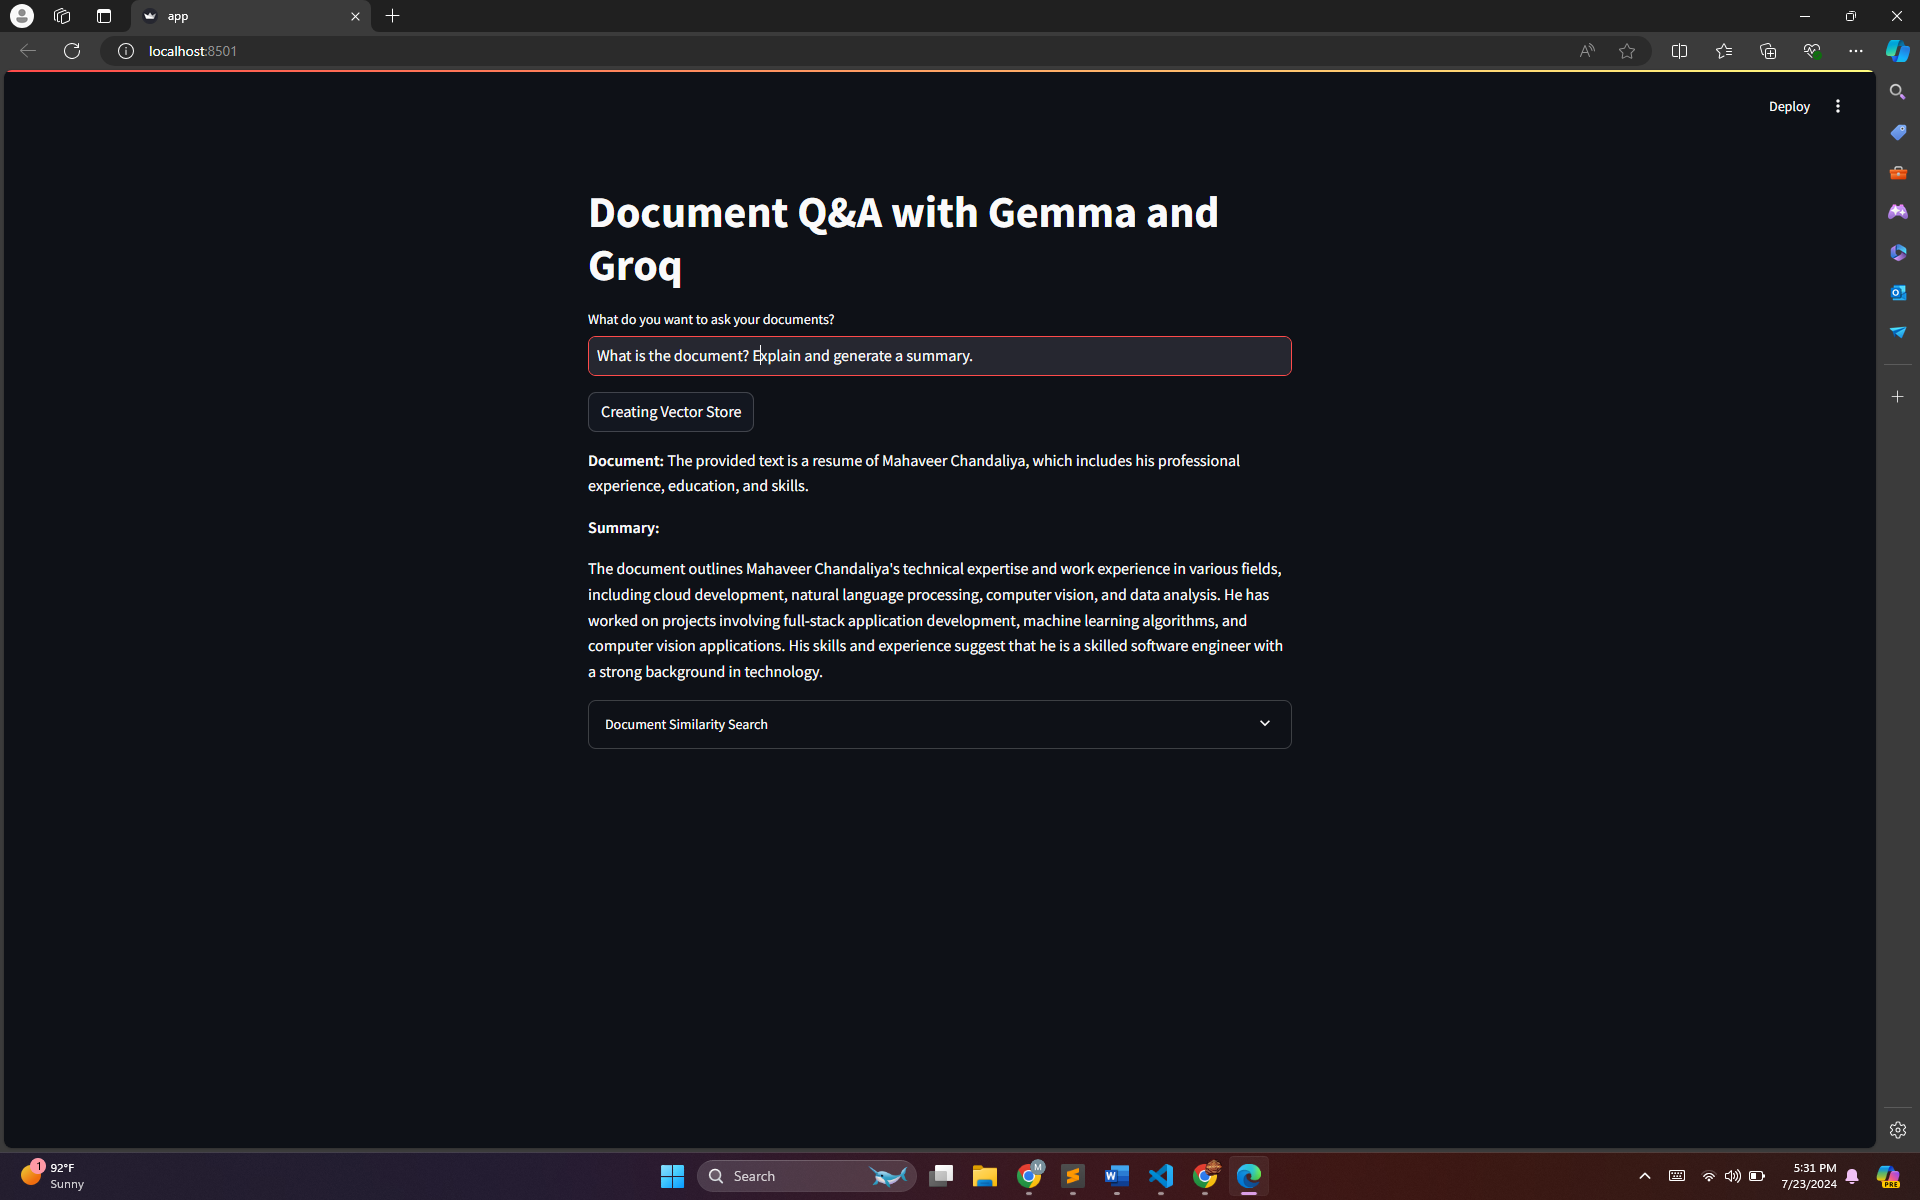 app
localhost:8501
Deploy
Document Q&A with Gemma and
Groq
What do you want to ask your documents?
What is the document? Explain and generate a summary.
Creating Vector Store
Document: The provided text is a resume of Mahaveer Chandaliya, which includes his professional
experience, education, and skills.
Summary:
The document outlines Mahaveer Chandaliya's technical expertise and work experience in various fields,
including cloud development, natural language processing, computer vision, and data analysis. He has
worked on projects involving full-stack application development, machine learning algorithms, and
computer vision applications. His skills and experience suggest that he is a skilled software engineer with
a strong background in technology.
Document Similarity Search
1
92°F
Sunny
Search
M
W
5:31 PM
7/23/2024
PRE